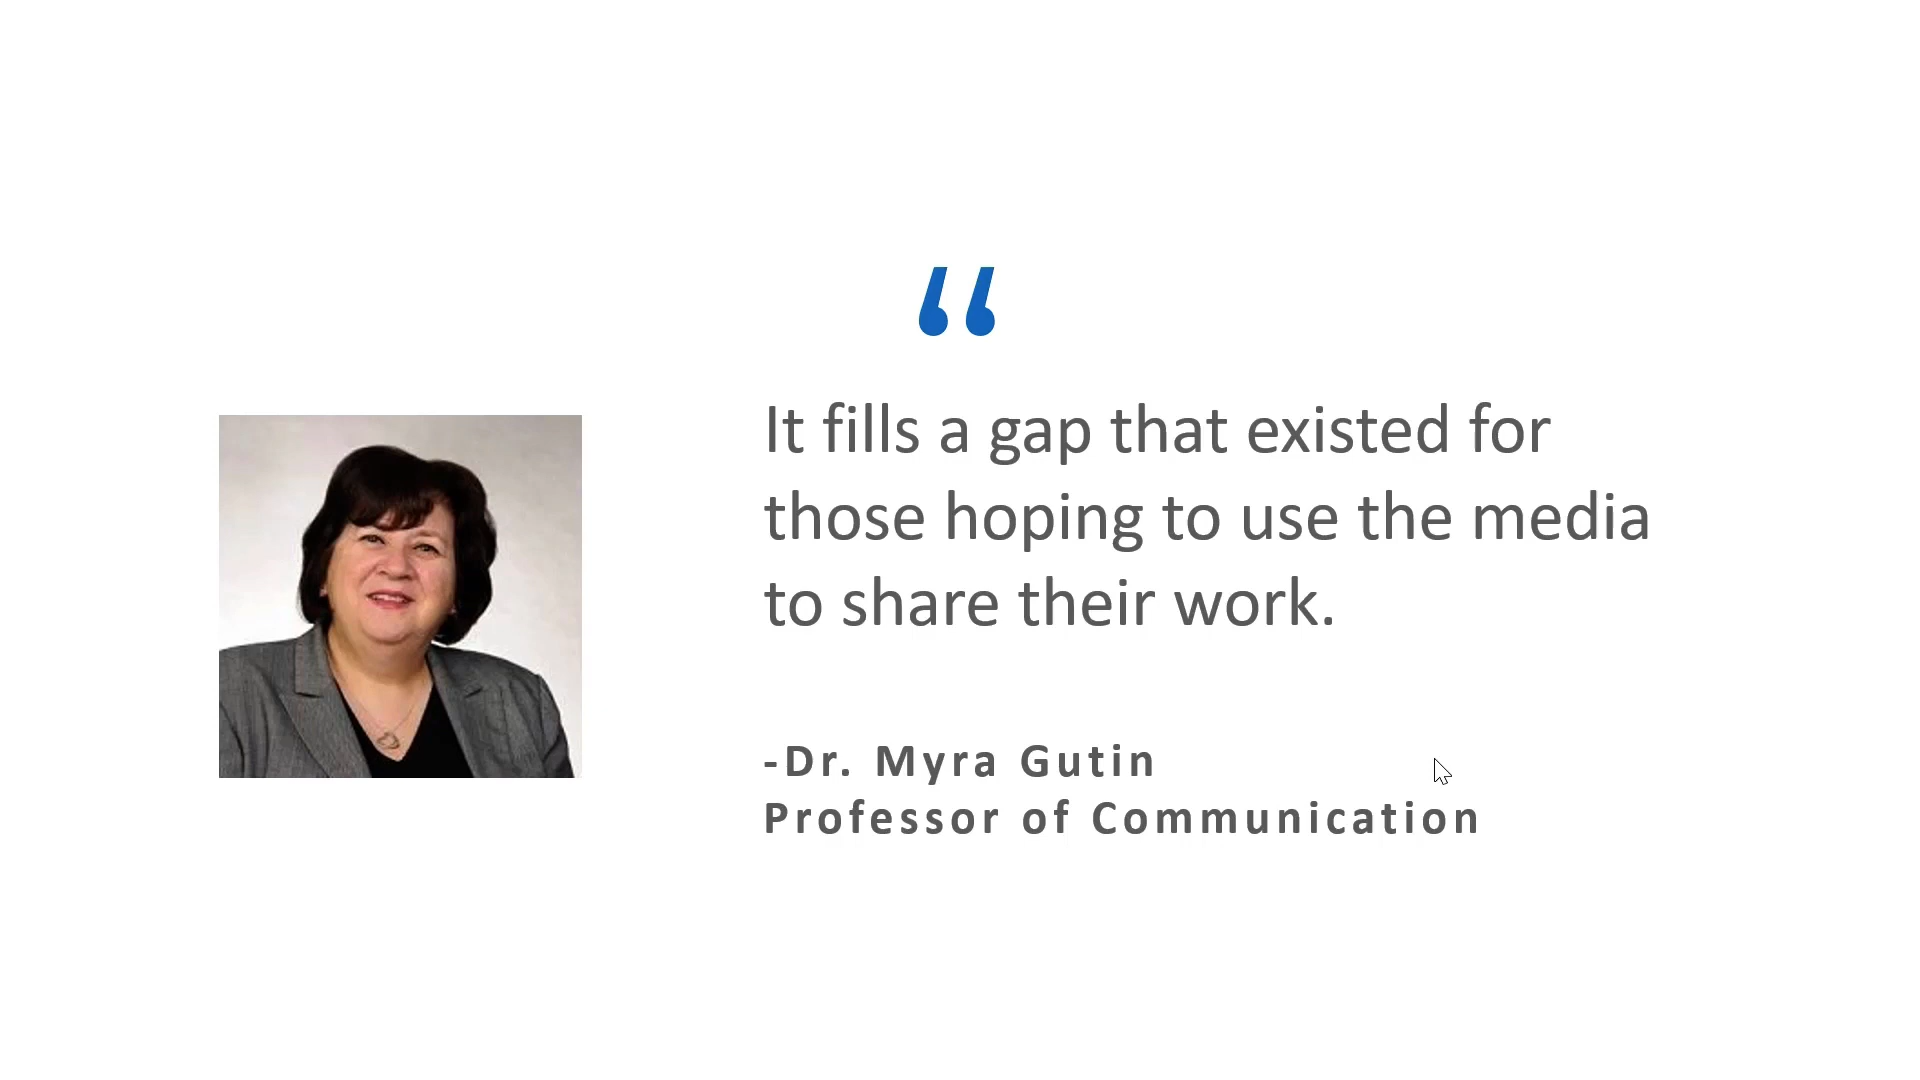 “
It fills a gap that existed for
those hoping to use the media
to share their work.
-Dr. Myra Gutin
Professor of Communication